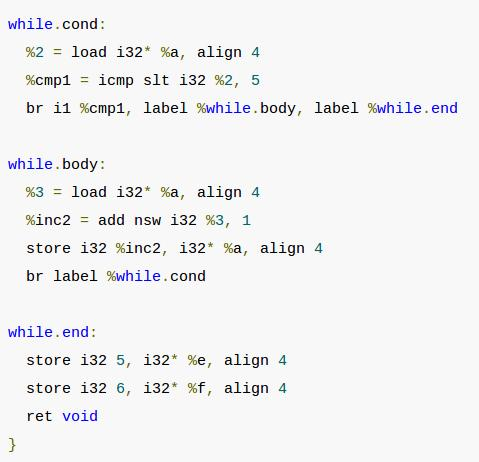 while.cond:
  %2 = load i32* %a, align 4
  %cmp1 = icmp slt i32 %2, 5
  br i1 %cmp1, label %while.body, label %while.end

while.body:
  %3 = load i32* %a, align 4
  %inc2 = add nsw i32 %3, 1
  store i32 %inc2, i32* %a, align 4
  br label %while.cond

while.end:
  store i32 5, i32* %e, align 4
  store i32 6, i32* %f, align 4
  ret void
}